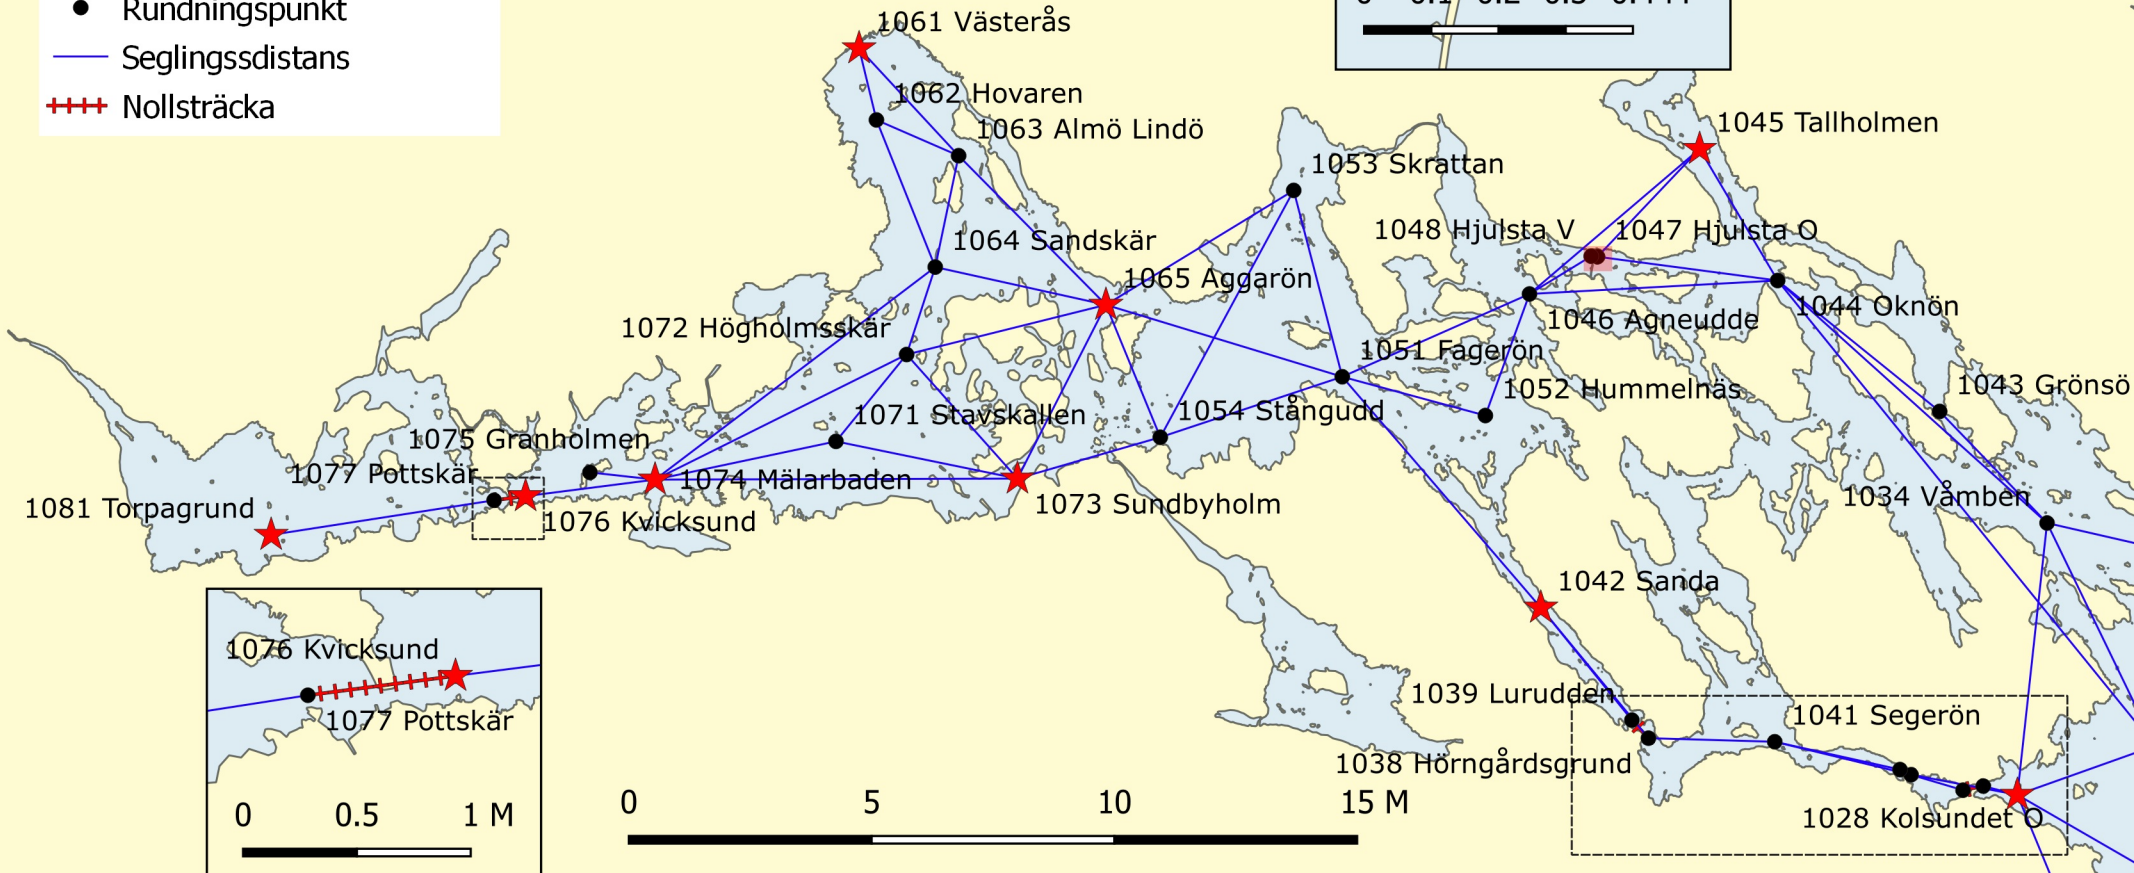 Rundningspunkt
Seglingssdistans
Nollsträcka
1061 Västerås
1062 Hovaren
1063 Almö Lindö
1045 Tallholmen
1053 Skrattan
1048 Hjulsta V
1047 Hjulsta O
1064 Sandskär
1065 Aggarön
1044 Oknön
1046 Agneudde
1072 Högholmsskär
1051 Fagerön
1052 Hummelnäs
1043 Grönsö
1071 Stavskallen
1054 Stångudd
1075 Granholmen
1077 Pottskär
1074 Mälarbaden
1034 Våmben
1081 Torpagrund
1076 Kvicksund
1073 Sundbyholm
1042 Sanda
1076 Kvicksund
1077 Pottskär
1039 Lurudden
1041 Segerön
1038 Hörngårdsgrund
1028 Kolsundet O
0 0.5 1 M
0 5 10 15 M